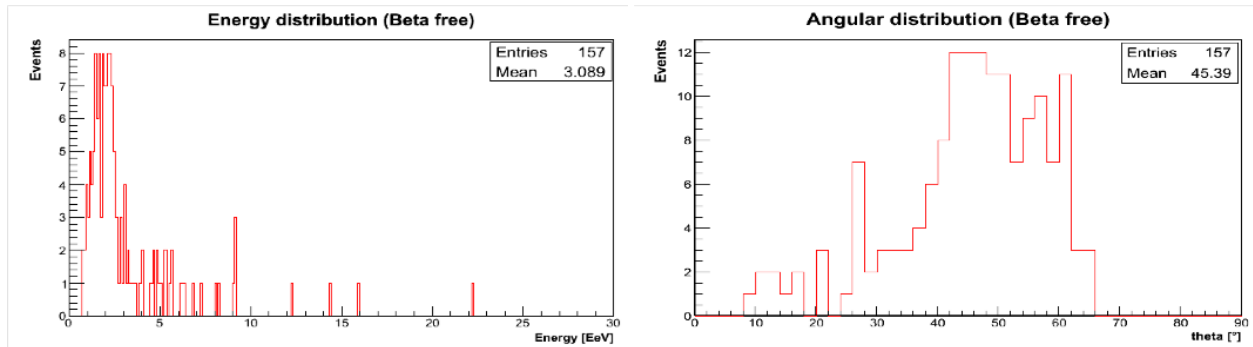 Energy distribution (Beta free)
Events
Entries 157
Mean 3.089
8
7
6
5
4
3
2
1
0
0 5 10 15 20 25 30
Energy [EeV]
Angular distribution (Beta free)
Events
Entries 157
Mean 45.39
12
10
8
6
4
2
0
0 10 20 30 40 50 60 70 80 90
theta [°]